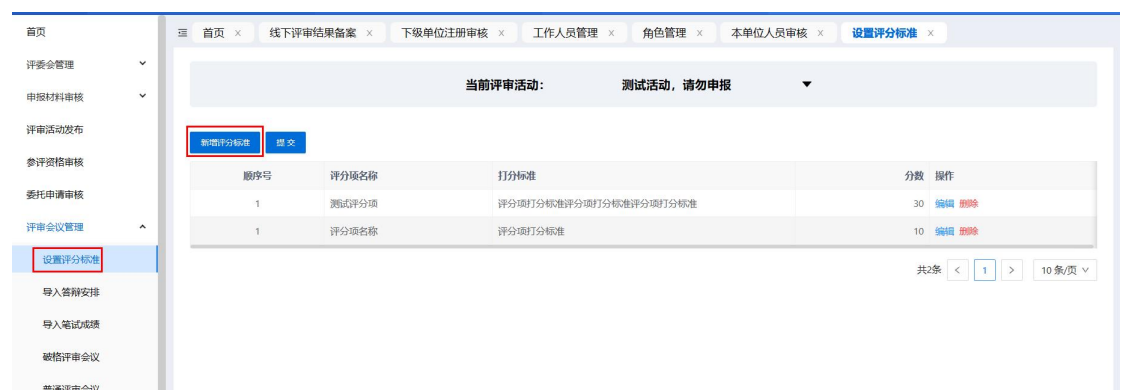 首页
评委会管理
申报材料审核
评审活动发布
参评资格审核
委托申请审核
评审会议管理
设置评分标准
导入答辩安排
导入笔试成绩
破格评审会议
普通评审会议
首页 × 线下评审结果备案 × 下级单位注册审核 × 工作人员管理 × 角色管理 × 本单位人员审核 × 设置评分标准 ×
当前评审活动： 测试活动，请勿申报
新增评分标准 提交
顺序号 评分项名称 打分标准 分数 操作
1 测试评分项 评分项打分标准评分项打分标准评分项打分标准 30 编辑 删除
1 评分项名称 评分项打分标准 10 编辑 删除
共2条 < 1 > 10 条/页